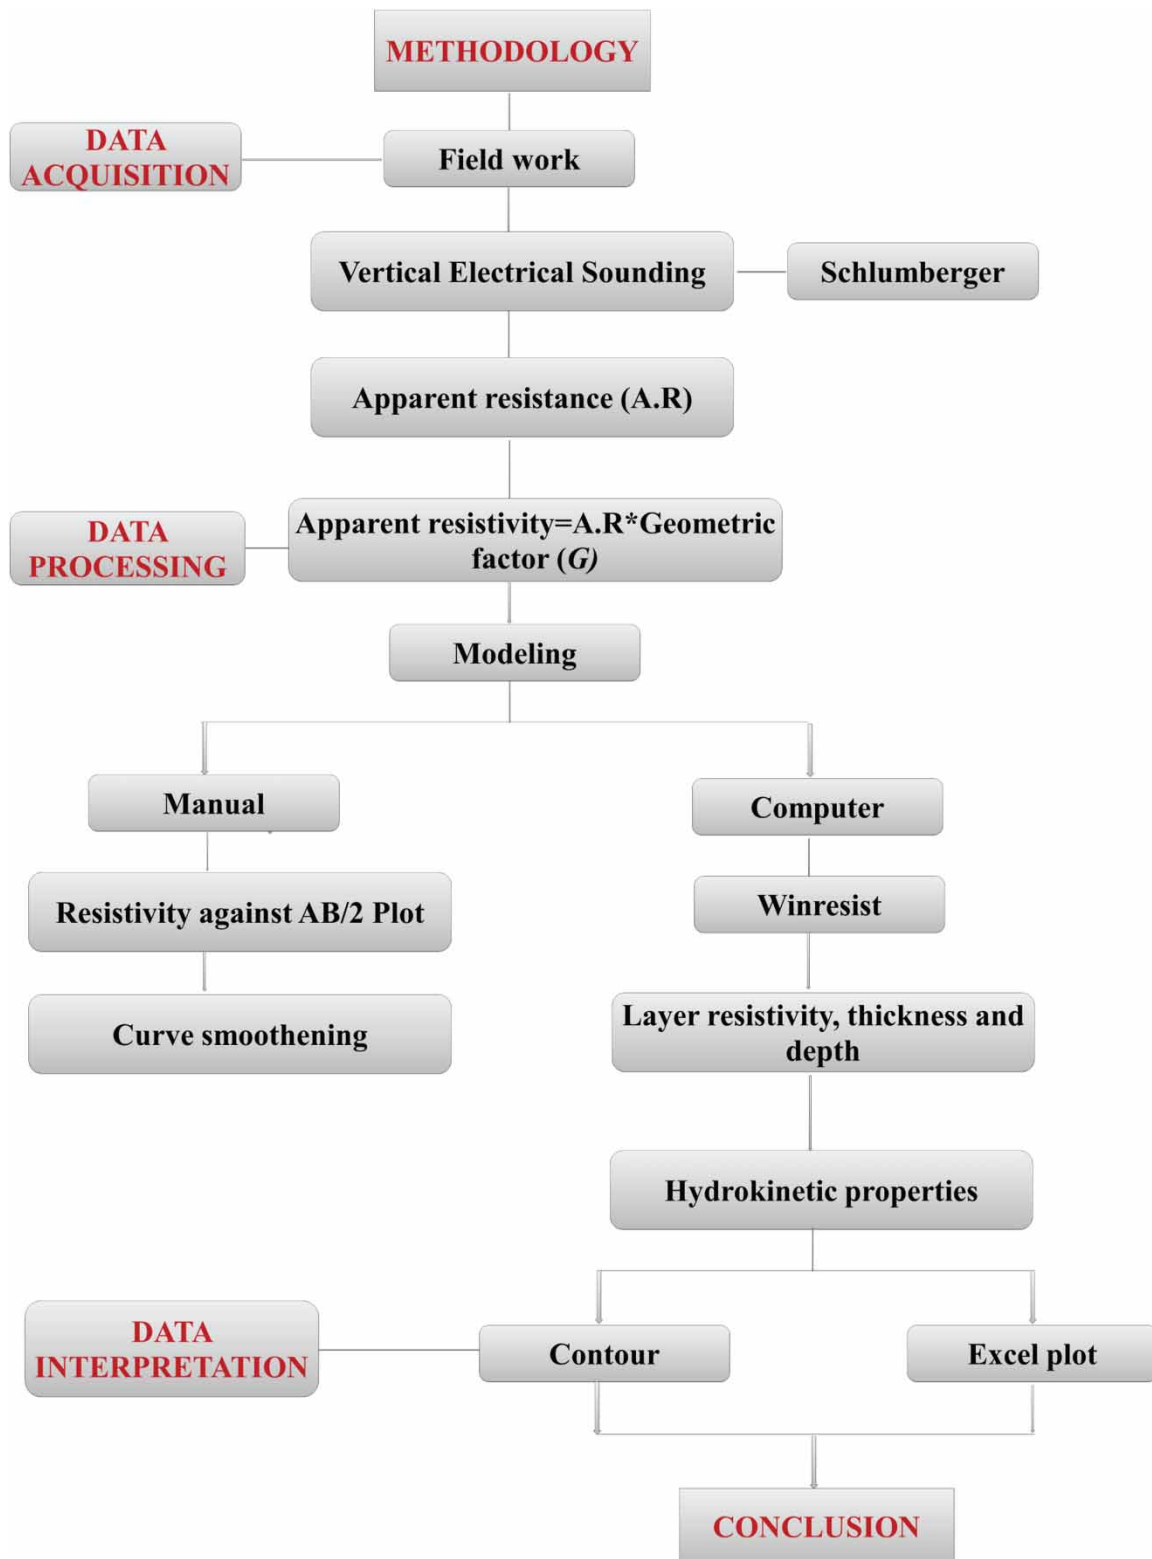 METHODOLOGY
DATA
ACQUISITION
Field work
Vertical Electrical Sounding
Schlumberger
Apparent resistance (A.R)
DATA
PROCESSING
Apparent resistivity=A.R*Geometric
factor (G)
Modeling
Manual
Computer
Resistivity against AB/2 Plot
Winresist
Curve smoothening
Layer resistivity, thickness and
depth
Hydrokinetic properties
DATA
INTERPRETATION
Contour
Excel plot
CONCLUSION